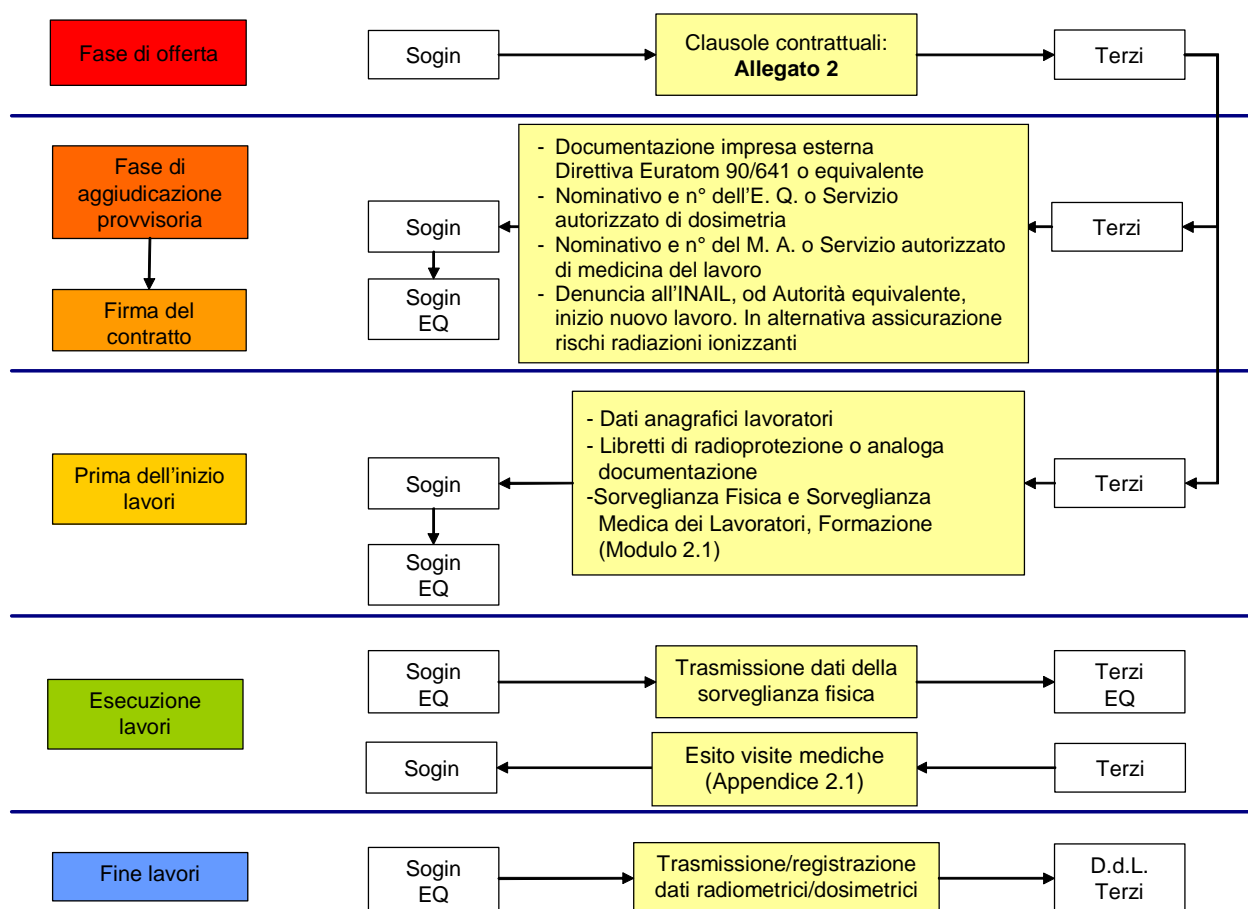 Fase di offerta
Sogin
Clausole contrattuali:
Allegato 2
Terzi
Fase di
aggiudicazione
provvisoria
Firma del
contratto
Sogin
Sogin
EQ
- Documentazione impresa esterna
Direttiva Euratom 90/641 o equivalente
- Nominativo e n° dell'E. Q. o Servizio
autorizzato di dosimetria
- Nominativo e n° del M. A. o Servizio autorizzato
di medicina del lavoro
- Denuncia all'INAIL, od Autorità equivalente,
inizio nuovo lavoro. In alternativa assicurazione
rischi radiazioni ionizzanti
Terzi
Prima dell'inizio
lavori
Sogin
Sogin
EQ
- Dati anagrafici lavoratori
- Libretti di radioprotezione o analoga
documentazione
-Sorveglianza Fisica e Sorveglianza
Medica dei Lavoratori, Formazione
(Modulo 2.1)
Terzi
Esecuzione
lavori
Sogin
EQ
Trasmissione dati della
sorveglianza fisica
Terzi
EQ
Sogin
Esito visite mediche
(Appendice 2.1)
Terzi
Fine lavori
Sogin
EQ
Trasmissione/registrazione
dati radiometrici/dosimetrici
D.d.L.
Terzi